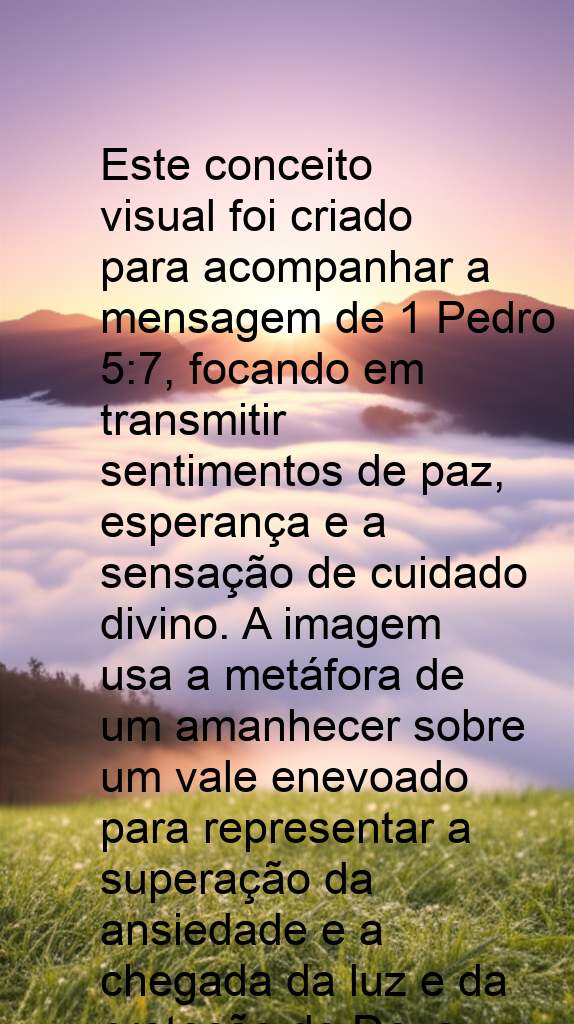 Este conceito
visual foi criado
para acompanhar a
mensagem de 1 Pedro
5:7, focando em
transmitir
sentimentos de paz,
esperança e a
sensação de cuidado
divino. A imagem
usa a metáfora de
um amanhecer sobre
um vale enevoado
para representar a
superação da
ansiedade e a
chegada da luz e da